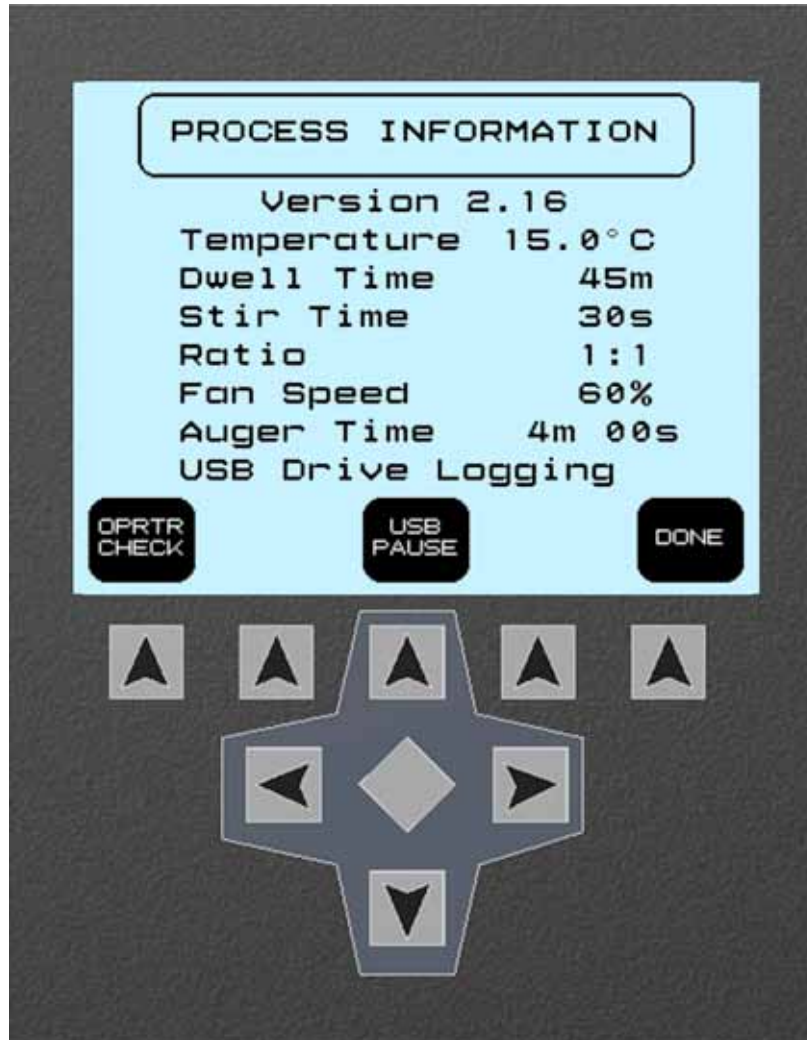 PROCESS INFORMATION
Version 2.16
Temperature 15.0°C
Dwell Time 45m
Stir Time 30s
Ratio 1:1
Fan Speed 60%
Auger Time 4m 00s
USB Drive Logging
OPRTR
CHECK
USB
PAUSE
DONE